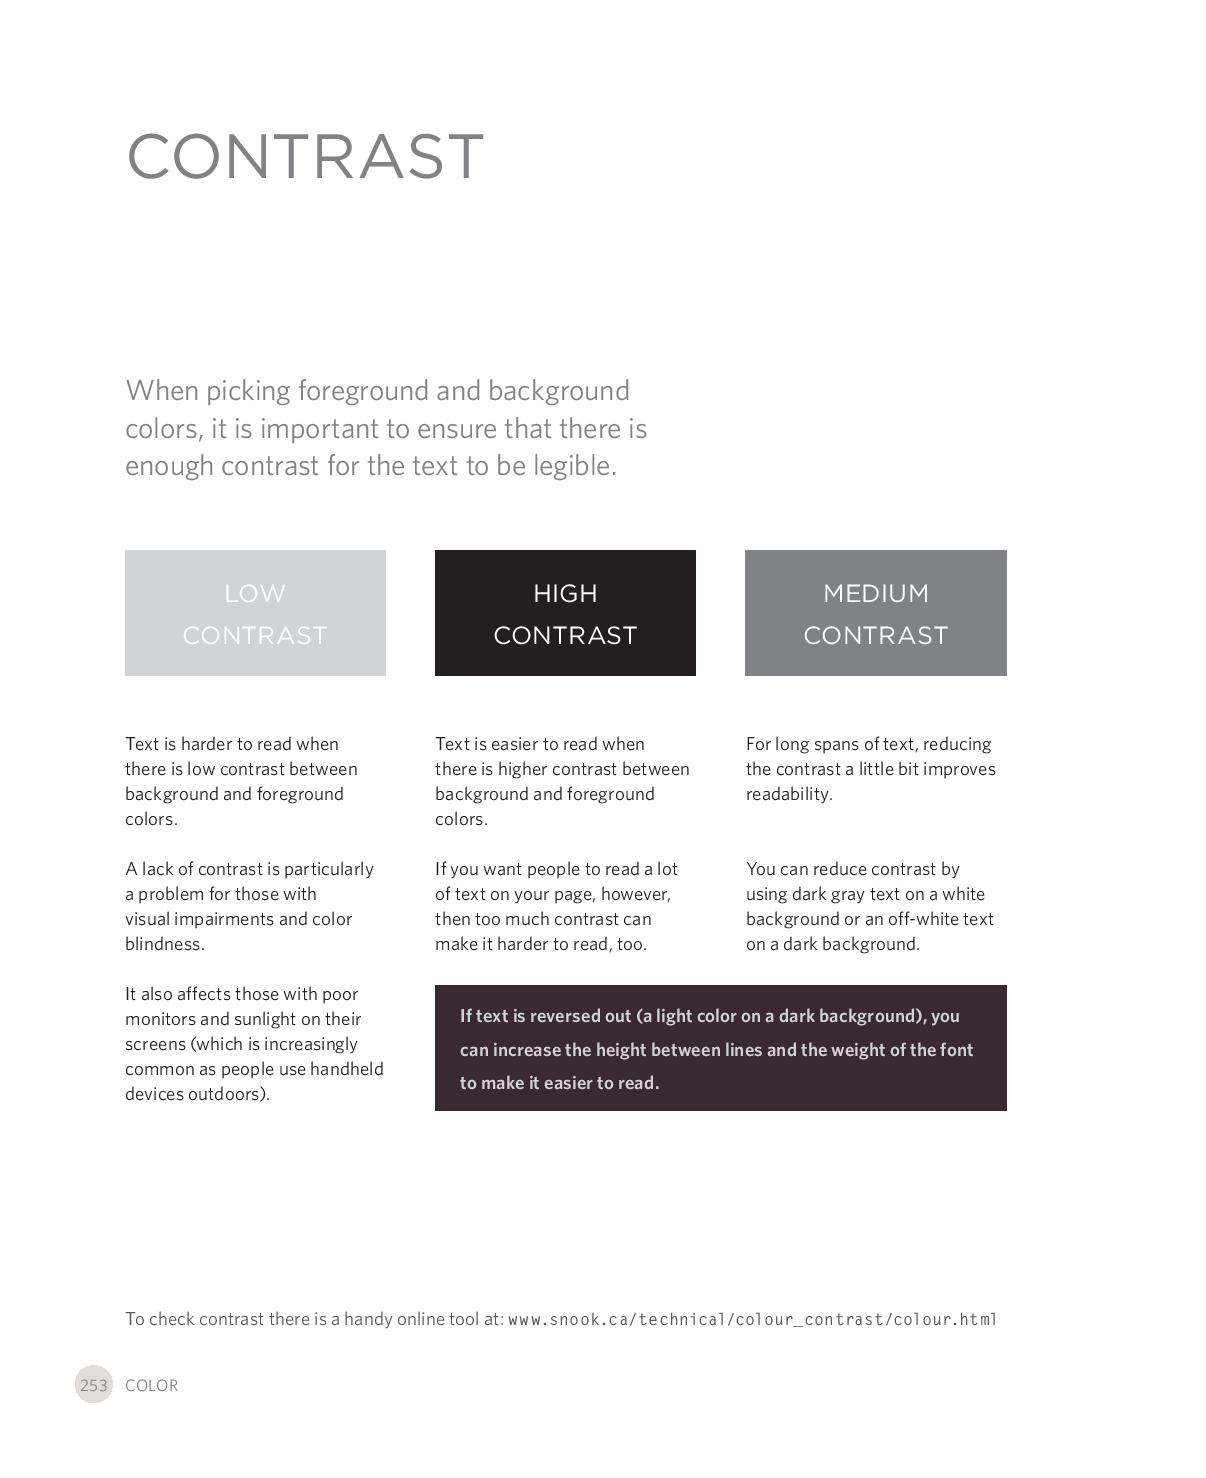 CONTRAST
When picking foreground and background
colors, it is important to ensure that there is
enough contrast for the text to be legible.
LOW
CONTRAST
Text is harder to read when
there is low contrast between
background and foreground
colors.
A lack of contrast is particularly
a problem for those with
visual impairments and color
blindness.
It also affects those with poor
monitors and sunlight on their
screens (which is increasingly
common as people use handheld
devices outdoors).
HIGH
CONTRAST
Text is easier to read when
there is higher contrast between
background and foreground
colors.
If you want people to read a lot
of text on your page, however,
then too much contrast can
make it harder to read, too.
MEDIUM
CONTRAST
For long spans of text, reducing
the contrast a little bit improves
readability.
You can reduce contrast by
using dark gray text on a white
background or an off-white text
on a dark background.
If text is reversed out (a light color on a dark background), you
can increase the height between lines and the weight of the font
to make it easier to read.
To check contrast there is a handy online tool at: www.snook.ca/technical/colour_contrast/colour.html
253 COLOR